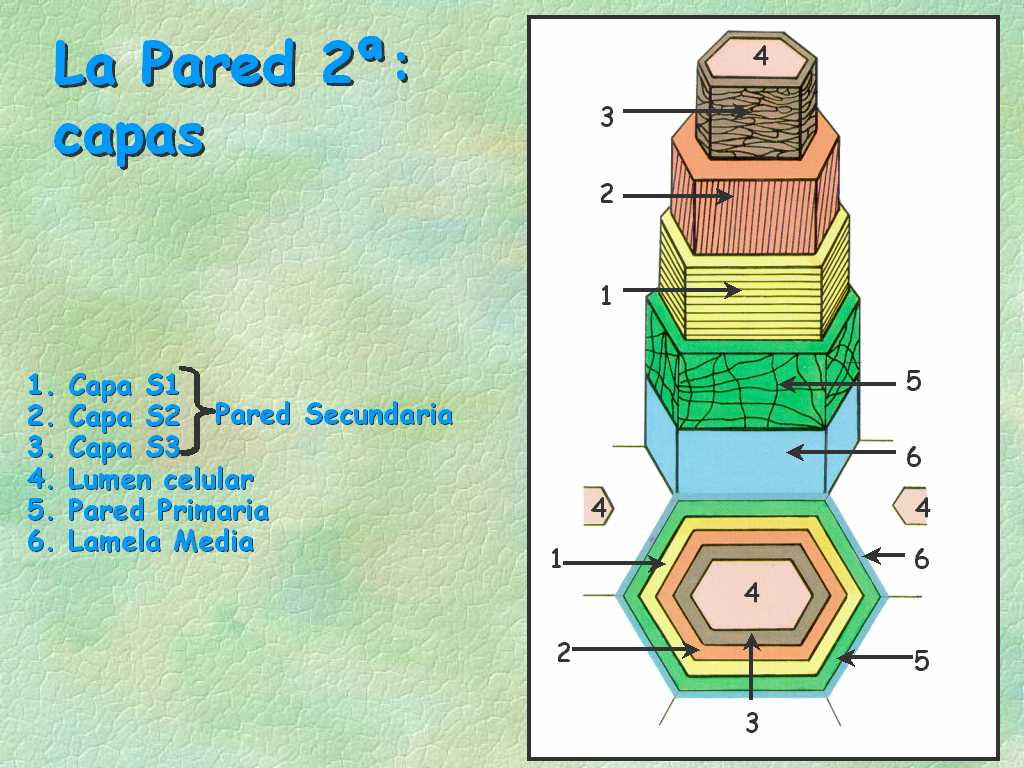 La Pared 2ª:
capas
1. Capa S1
2. Capa S2
3. Capa S3
Pared Secundaria
4. Lumen celular
5. Pared Primaria
6. Lamela Media
4
3
2
1
5
6
4
4
1
6
4
2
5
3